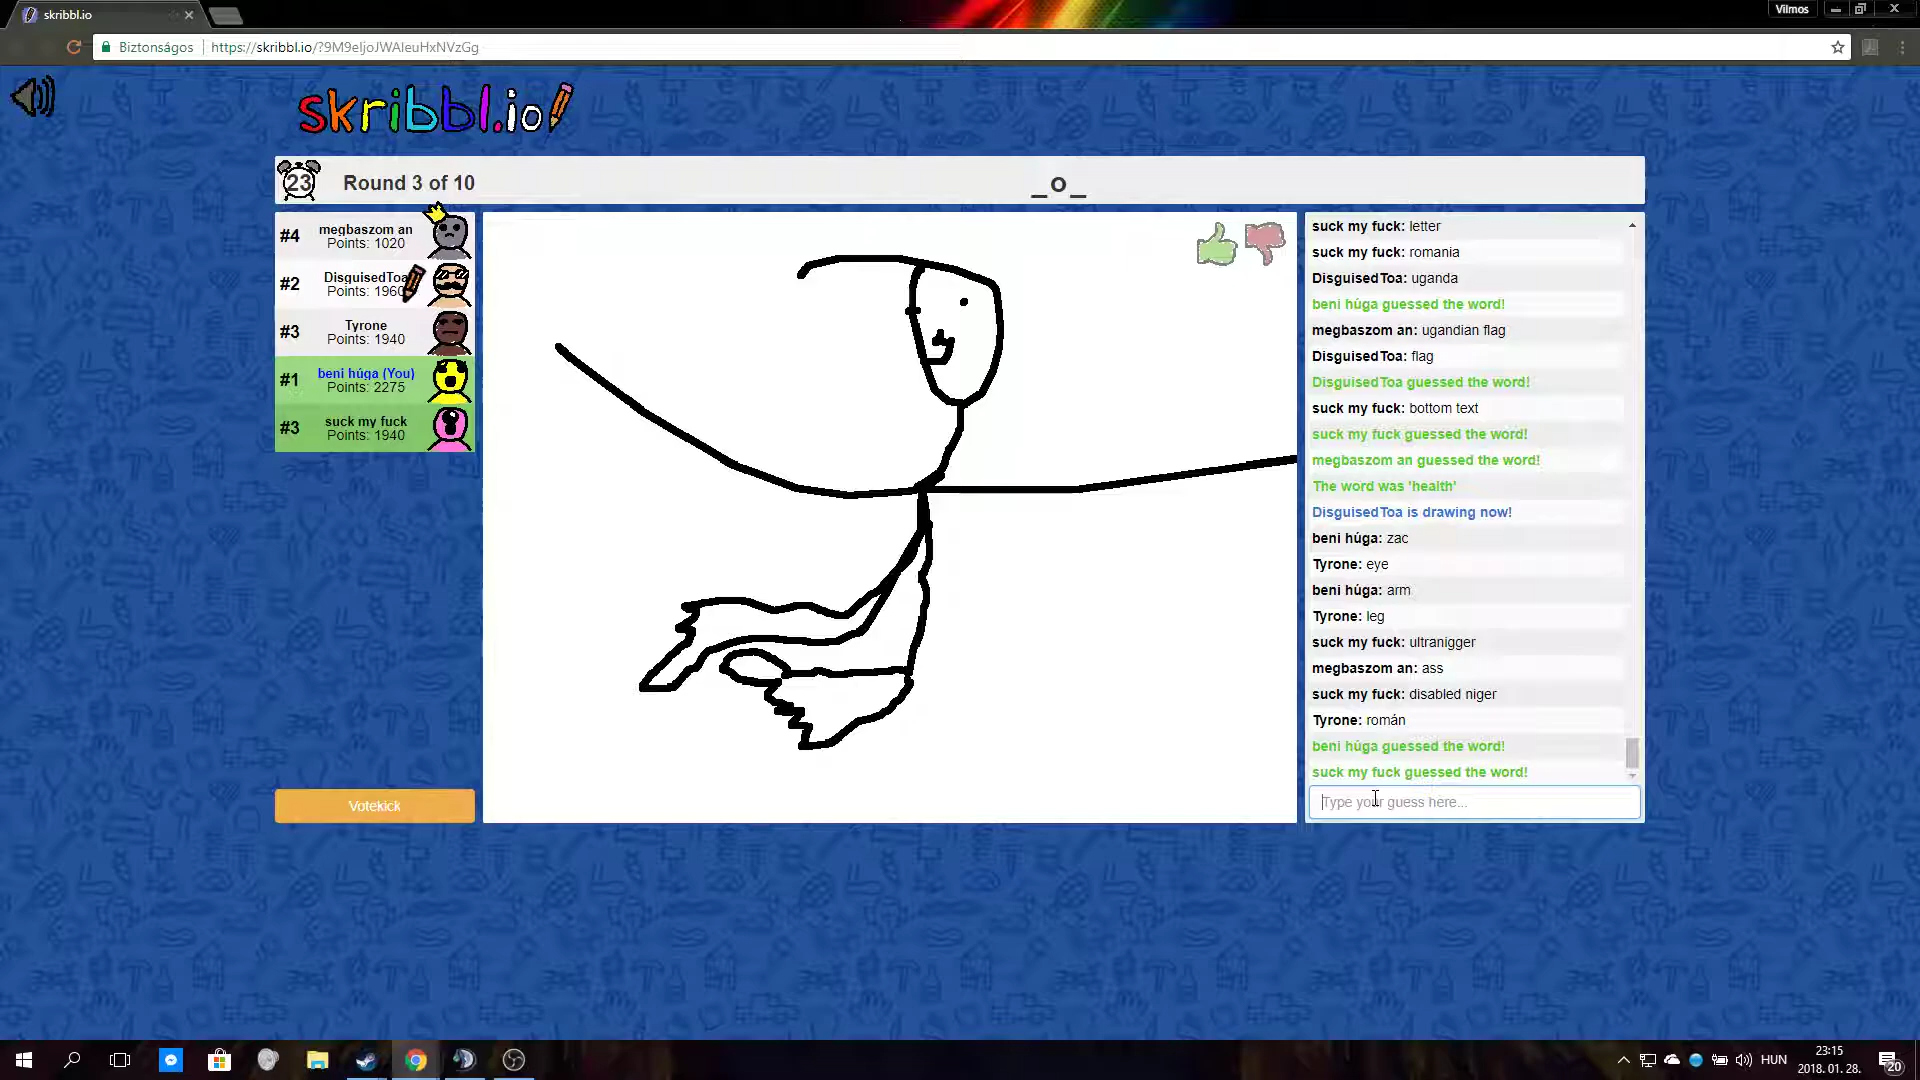 skribbl.io
Vilmos
Biztonságos
https://skribbl.io/?9M9eIjoJWAleuHxNVzGg
skribbl.io
23
Round 3 of 10
_o_
#4
megbaszom an
Points: 1020
#2
DisguisedToa
Points: 1960
#3
Tyrone
Points: 1940
#1
beni húga (You)
Points: 2275
#3
suck my fuck
Points: 1940
Votekick
suck my fuck: letter
suck my fuck: romania
DisguisedToa: uganda
beni húga guessed the word!
megbaszom an: ugandian flag
DisguisedToa: flag
DisguisedToa guessed the word!
suck my fuck: bottom text
suck my fuck guessed the word!
megbaszom an guessed the word!
The word was 'health'
DisguisedToa is drawing now!
beni húga: zac
Tyrone: eye
beni húga: arm
Tyrone: leg
suck my fuck: ultranigger
megbaszom an: ass
suck my fuck: disabled niger
Tyrone: román
beni húga guessed the word!
suck my fuck guessed the word!
Type your guess here...
HUN
23:15
2018. 01. 28.
20